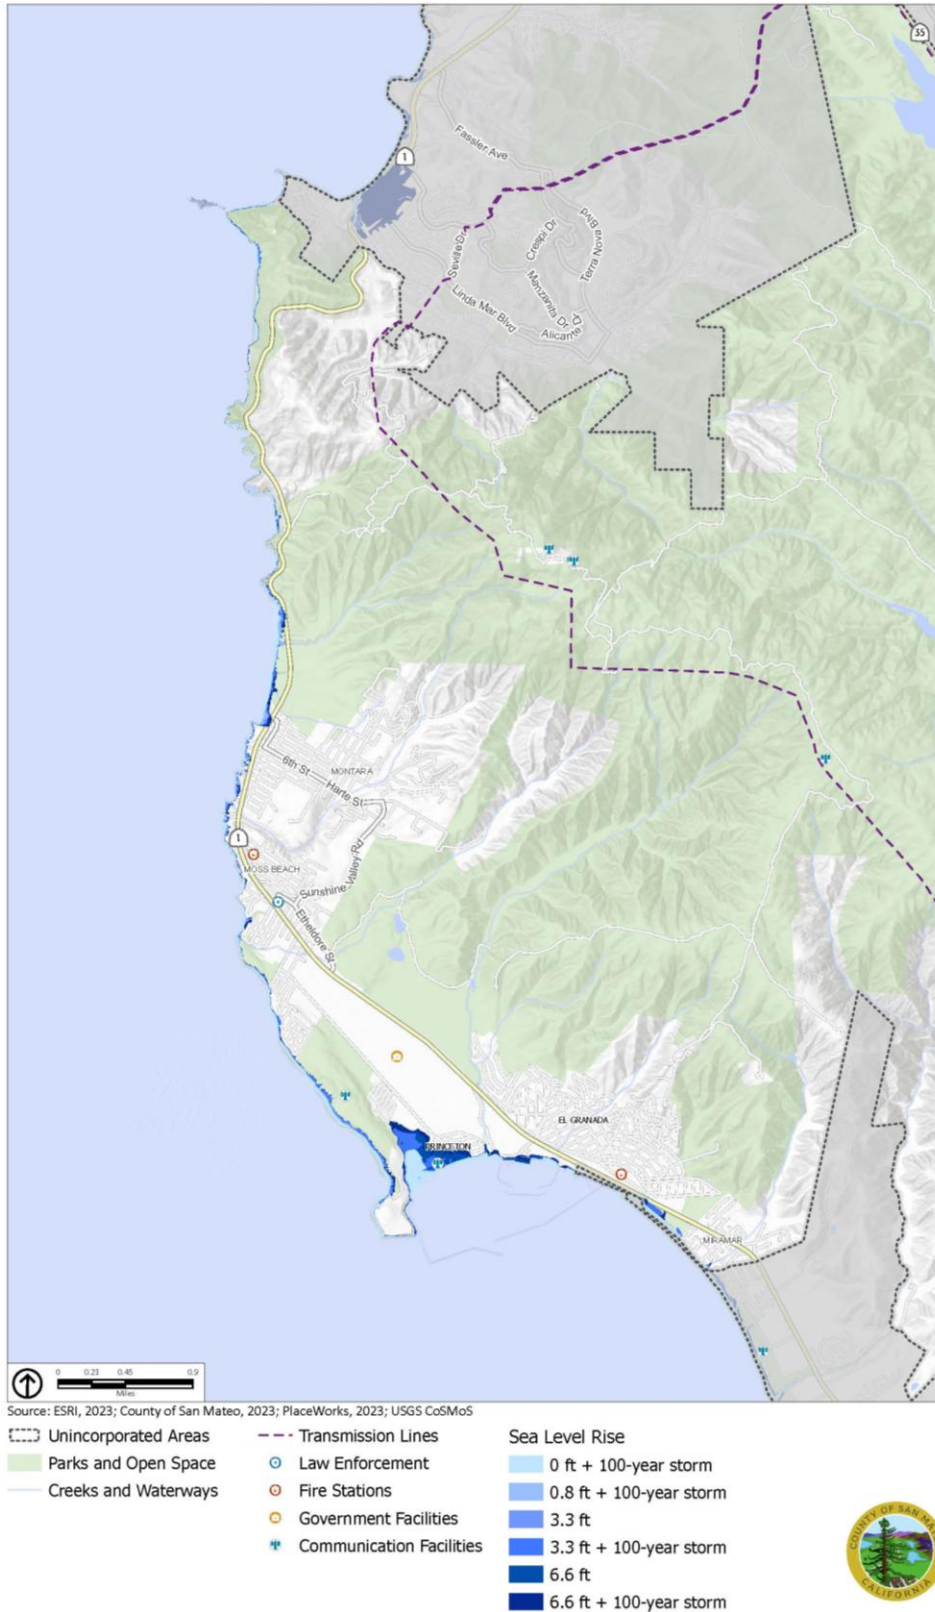 35
Fassler Ave
1
Crespi Dr
Terra Nova Blvd
Seville Dr
Manzanita Dr
Linda Mar Blvd
Alicante Dr
6th St
MONTARA
Harte St
1
MOSS BEACH
Sunshine Valley Rd
Etheldore St
EL GRANADA
PRINCETON
MIRAMAR
0 0.23 0.45 0.9
Miles
Source: ESRI, 2023; County of San Mateo, 2023; PlaceWorks, 2023; USGS CoSMoS
Unincorporated Areas
Parks and Open Space
Creeks and Waterways
Transmission Lines
Law Enforcement
Fire Stations
Government Facilities
Communication Facilities
Sea Level Rise
0 ft + 100-year storm
0.8 ft + 100-year storm
3.3 ft
3.3 ft + 100-year storm
6.6 ft
6.6 ft + 100-year storm
COUNTY OF SAN MA
CALIFORNIA